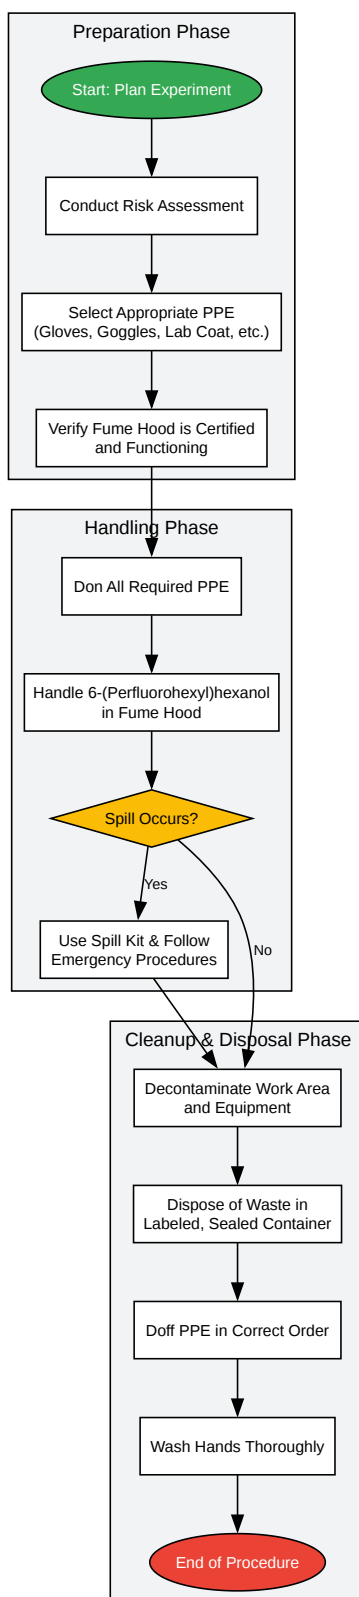 Preparation Phase
Start: Plan Experiment
Conduct Risk Assessment
Select Appropriate PPE
(Gloves, Goggles, Lab Coat, etc.)
Verify Fume Hood is Certified
and Functioning
Handling Phase
Don All Required PPE
Handle 6-(Perfluorohexyl)hexanol
in Fume Hood
Spill Occurs?
Yes
Use Spill Kit & Follow
Emergency Procedures
No
Cleanup & Disposal Phase
Decontaminate Work Area
and Equipment
Dispose of Waste in
Labeled, Sealed Container
Doff PPE in Correct Order
Wash Hands Thoroughly
End of Procedure